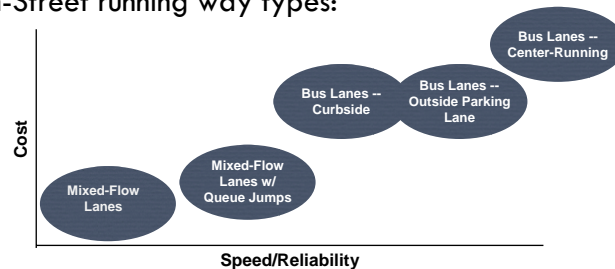 -Street running way types:
Bus Lanes --
Center-Running
Bus Lanes --
Curbside
Bus Lanes --
Outside Parking
Lane
Cost
Mixed-Flow
Lanes w/
Queue Jumps
Mixed-Flow
Lanes
Speed/Reliability